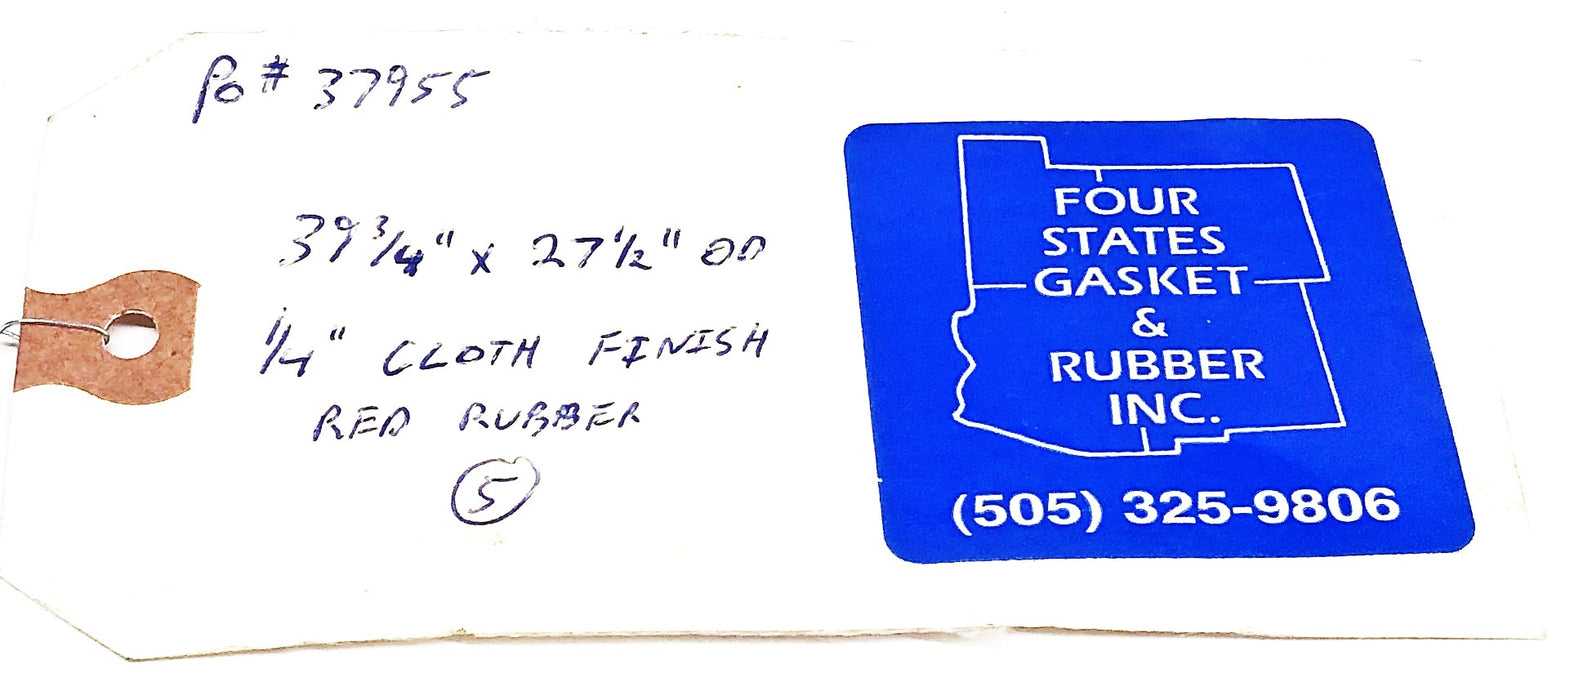 Po # 37955
39 3/4" x 27 1/2" OD
1/4" CLOTH FINISH
RED RUBBER
5
FOUR
STATES
GASKET
&
RUBBER
INC.
(505) 325-9806